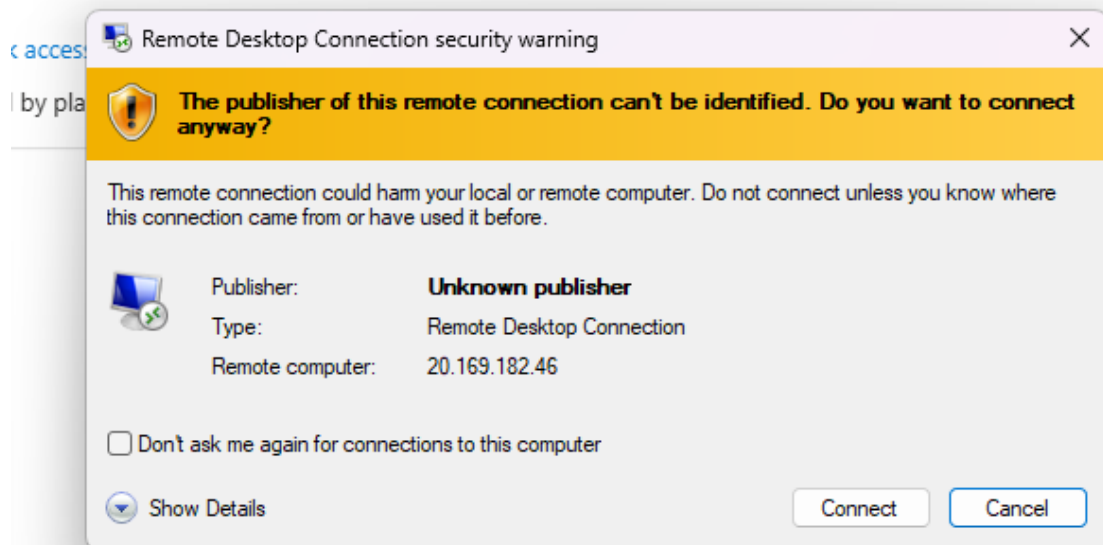 Remote Desktop Connection security warning
k access
l by pla
The publisher of this remote connection can't be identified. Do you want to connect
anyway?
This remote connection could harm your local or remote computer. Do not connect unless you know where
this connection came from or have used it before.
Publisher: Unknown publisher
Type: Remote Desktop Connection
Remote computer: 20.169.182.46
Don't ask me again for connections to this computer
Show Details Connect Cancel